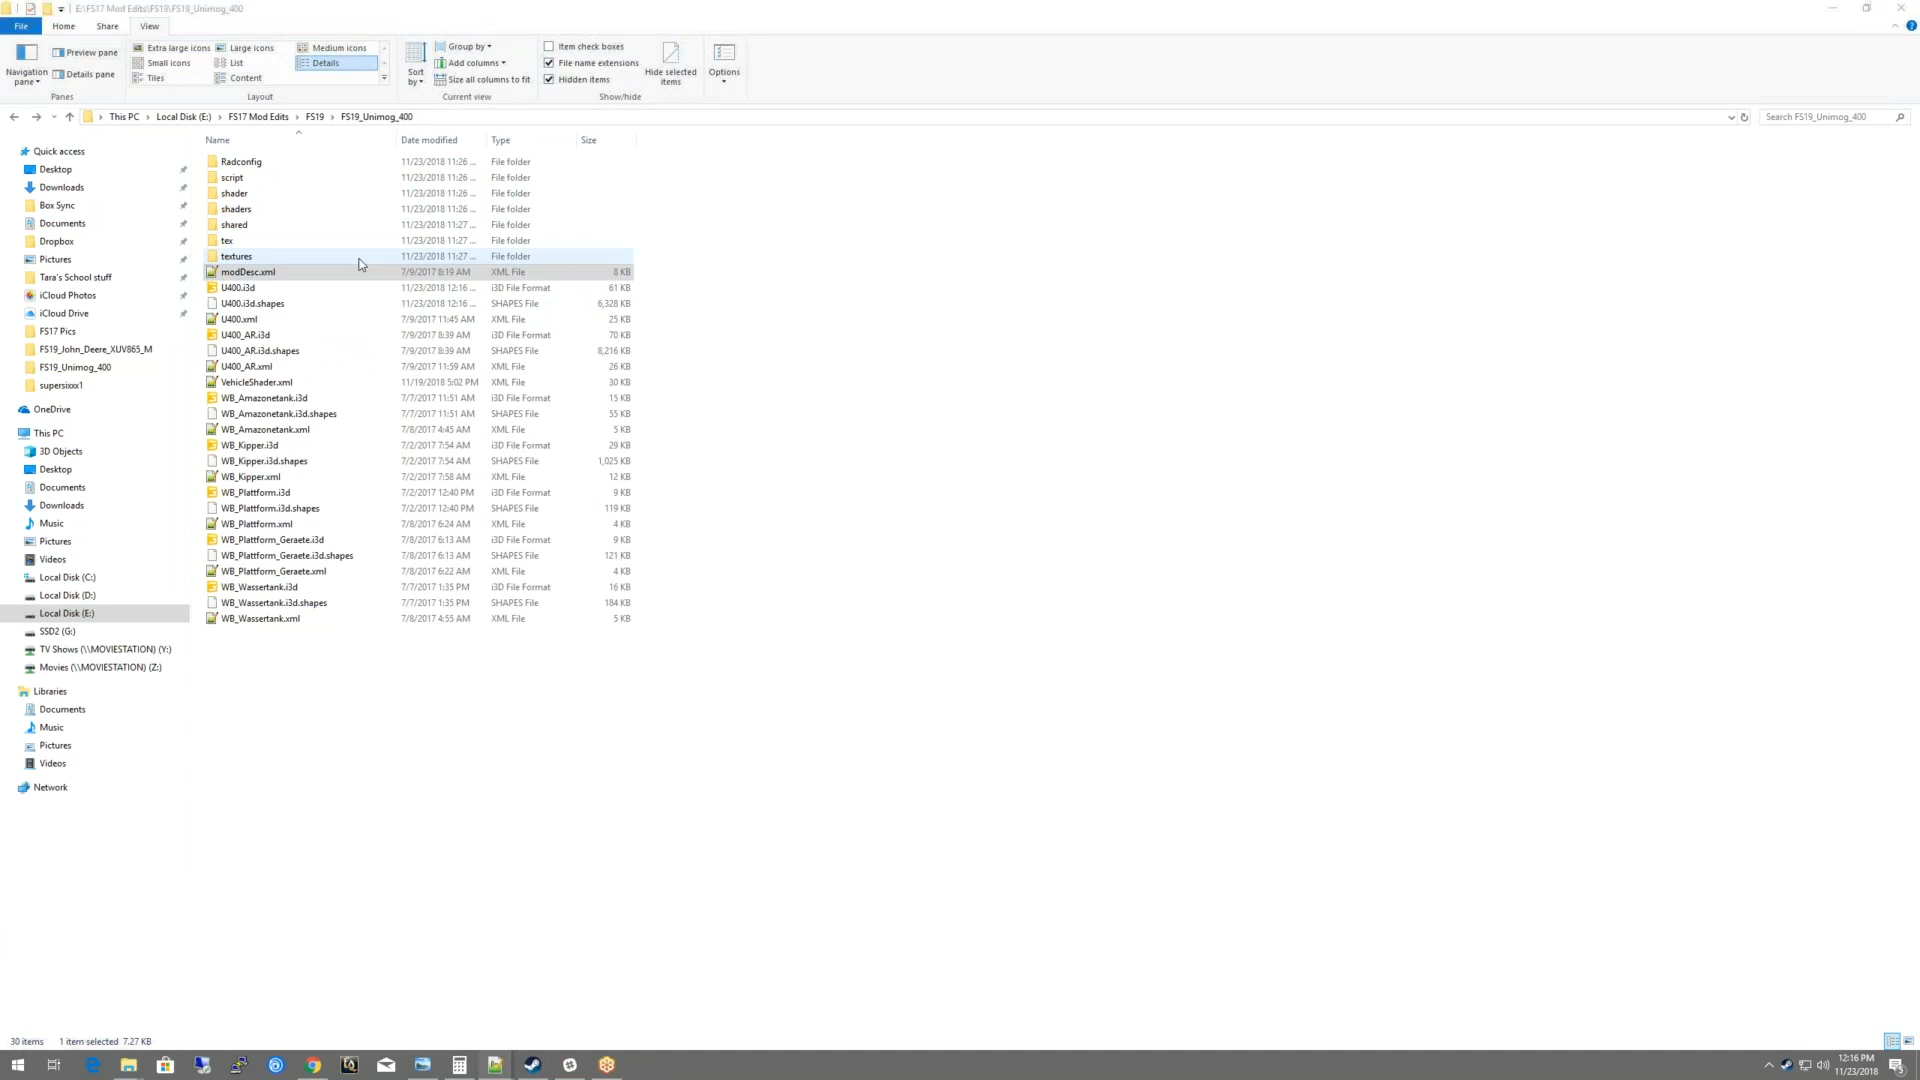 E:\FS17 Mod Edits\FS19\FS19_Unimog_400
File Home Share View
Navigation pane
Preview pane
Details pane
Panes
Extra large icons Large icons Medium icons
Small icons List Details
Tiles Content
Layout
Sort by
Group by
Add columns
Size all columns to fit
Current view
Item check boxes
File name extensions
Hidden items
Hide selected items
Show/hide
Options
This PC › Local Disk (E:) › FS17 Mod Edits › FS19 › FS19_Unimog_400
Search FS19_Unimog_400
Quick access
Desktop
Downloads
Box Sync
Documents
Dropbox
Pictures
Tara's School stuff
iCloud Photos
iCloud Drive
FS17 Pics
FS19_John_Deere_XUV865_M
FS19_Unimog_400
supersixxx1
OneDrive
This PC
3D Objects
Desktop
Documents
Downloads
Music
Pictures
Videos
Local Disk (C:)
Local Disk (D:)
Local Disk (E:)
SSD2 (G:)
TV Shows (\\MOVIESTATION) (Y:)
Movies (\\MOVIESTATION) (Z:)
Libraries
Documents
Music
Pictures
Videos
Network
Name Date modified Type Size
Radconfig 11/23/2018 11:26 ... File folder
script 11/23/2018 11:26 ... File folder
shader 11/23/2018 11:26 ... File folder
shaders 11/23/2018 11:26 ... File folder
shared 11/23/2018 11:27 ... File folder
tex 11/23/2018 11:27 ... File folder
textures 11/23/2018 11:27 ... File folder
modDesc.xml 7/9/2017 8:19 AM XML File 8 KB
U400.i3d 11/23/2018 12:16 ... i3D File Format 61 KB
U400.i3d.shapes 11/23/2018 12:16 ... SHAPES File 6,328 KB
U400.xml 7/9/2017 11:45 AM XML File 25 KB
U400_AR.i3d 7/9/2017 8:39 AM i3D File Format 70 KB
U400_AR.i3d.shapes 7/9/2017 8:39 AM SHAPES File 8,216 KB
U400_AR.xml 7/9/2017 11:59 AM XML File 26 KB
VehicleShader.xml 11/19/2018 5:02 PM XML File 30 KB
WB_Amazonetank.i3d 7/7/2017 11:51 AM i3D File Format 15 KB
WB_Amazonetank.i3d.shapes 7/7/2017 11:51 AM SHAPES File 55 KB
WB_Amazonetank.xml 7/8/2017 4:45 AM XML File 5 KB
WB_Kipper.i3d 7/2/2017 7:54 AM i3D File Format 29 KB
WB_Kipper.i3d.shapes 7/2/2017 7:54 AM SHAPES File 1,025 KB
WB_Kipper.xml 7/2/2017 7:58 AM XML File 12 KB
WB_Plattform.i3d 7/2/2017 12:40 PM i3D File Format 9 KB
WB_Plattform.i3d.shapes 7/2/2017 12:40 PM SHAPES File 119 KB
WB_Plattform.xml 7/8/2017 6:24 AM XML File 4 KB
WB_Plattform_Geraete.i3d 7/8/2017 6:13 AM i3D File Format 9 KB
WB_Plattform_Geraete.i3d.shapes 7/8/2017 6:13 AM SHAPES File 121 KB
WB_Plattform_Geraete.xml 7/8/2017 6:22 AM XML File 4 KB
WB_Wassertank.i3d 7/7/2017 1:35 PM i3D File Format 16 KB
WB_Wassertank.i3d.shapes 7/7/2017 1:35 PM SHAPES File 184 KB
WB_Wassertank.xml 7/8/2017 4:55 AM XML File 5 KB
30 items 1 item selected 7.27 KB
12:16 PM
11/23/2018